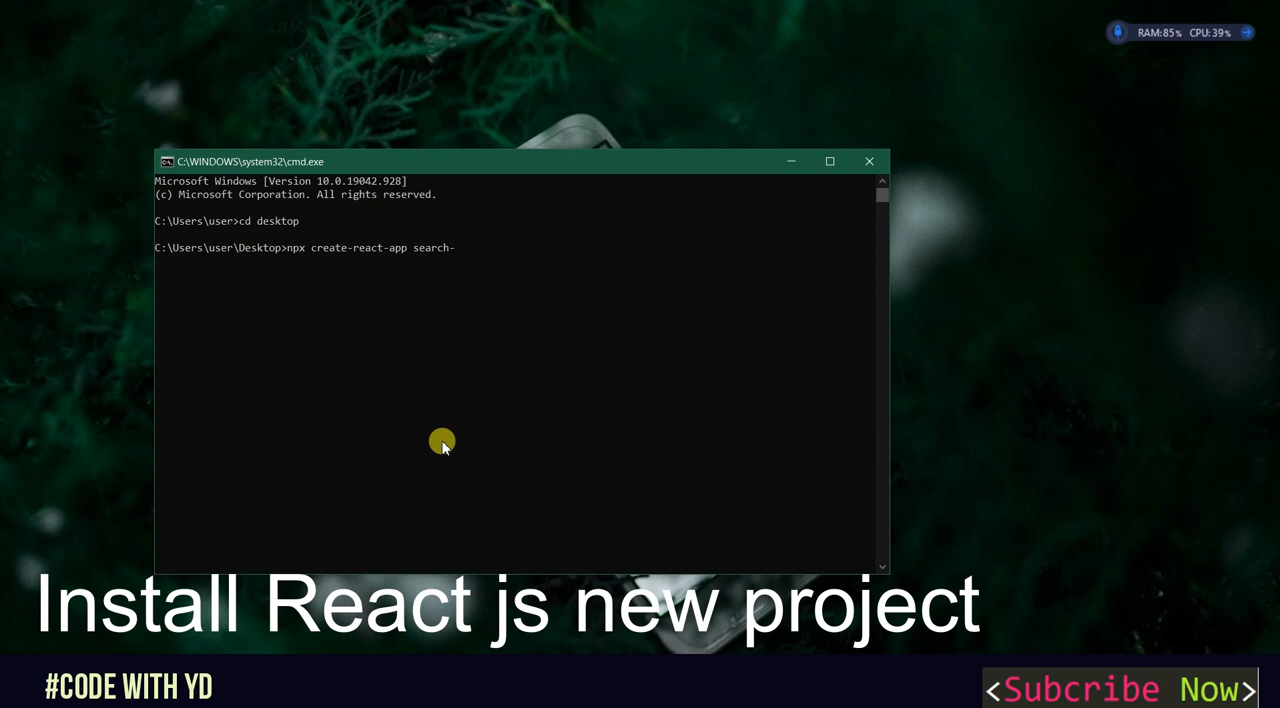 RAM:85% CPU:39%
C:\WINDOWS\system32\cmd.exe
Microsoft Windows [Version 10.0.19042.928]
(c) Microsoft Corporation. All rights reserved.
C:\Users\user>cd desktop
C:\Users\user\Desktop>npx create-react-app search-
Install React js new project
#CODE WITH YD
<Subcribe Now>